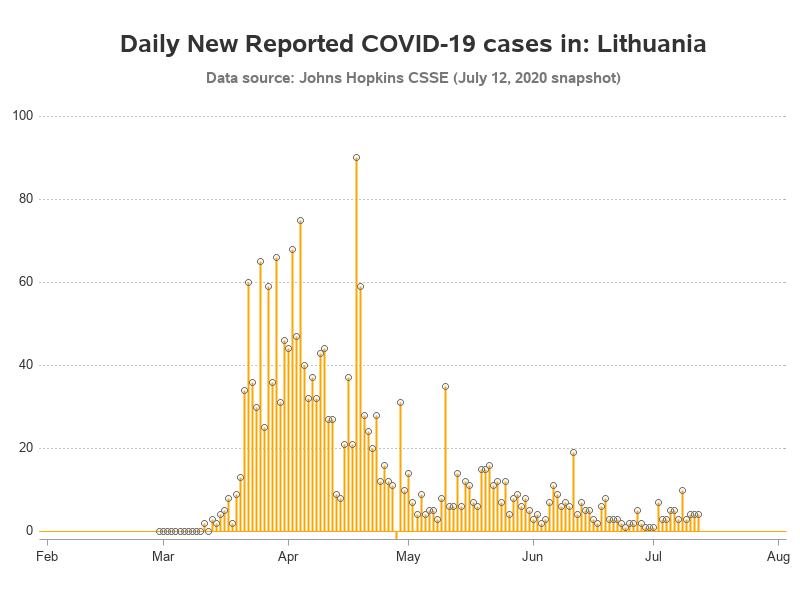 Daily New Reported COVID-19 cases in: Lithuania
Data source: Johns Hopkins CSSE (July 12, 2020 snapshot)
100
80
60
40
20
0
Feb Mar Apr May Jun Jul Aug